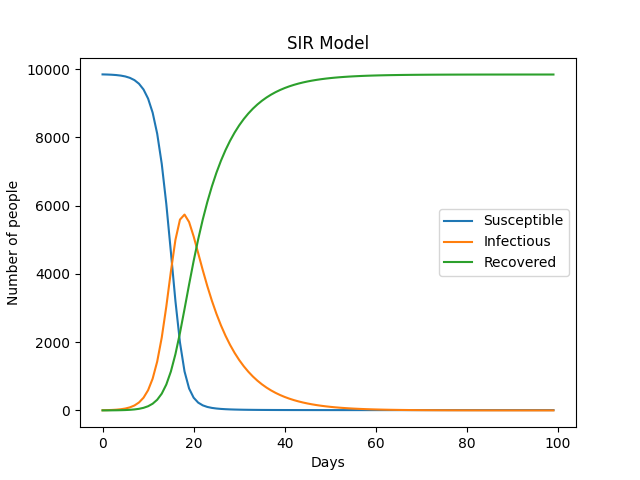 SIR Model
Number of people
10000
8000
6000
4000
2000
0
Susceptible
Infectious
Recovered
0 20 40 60 80 100
Days